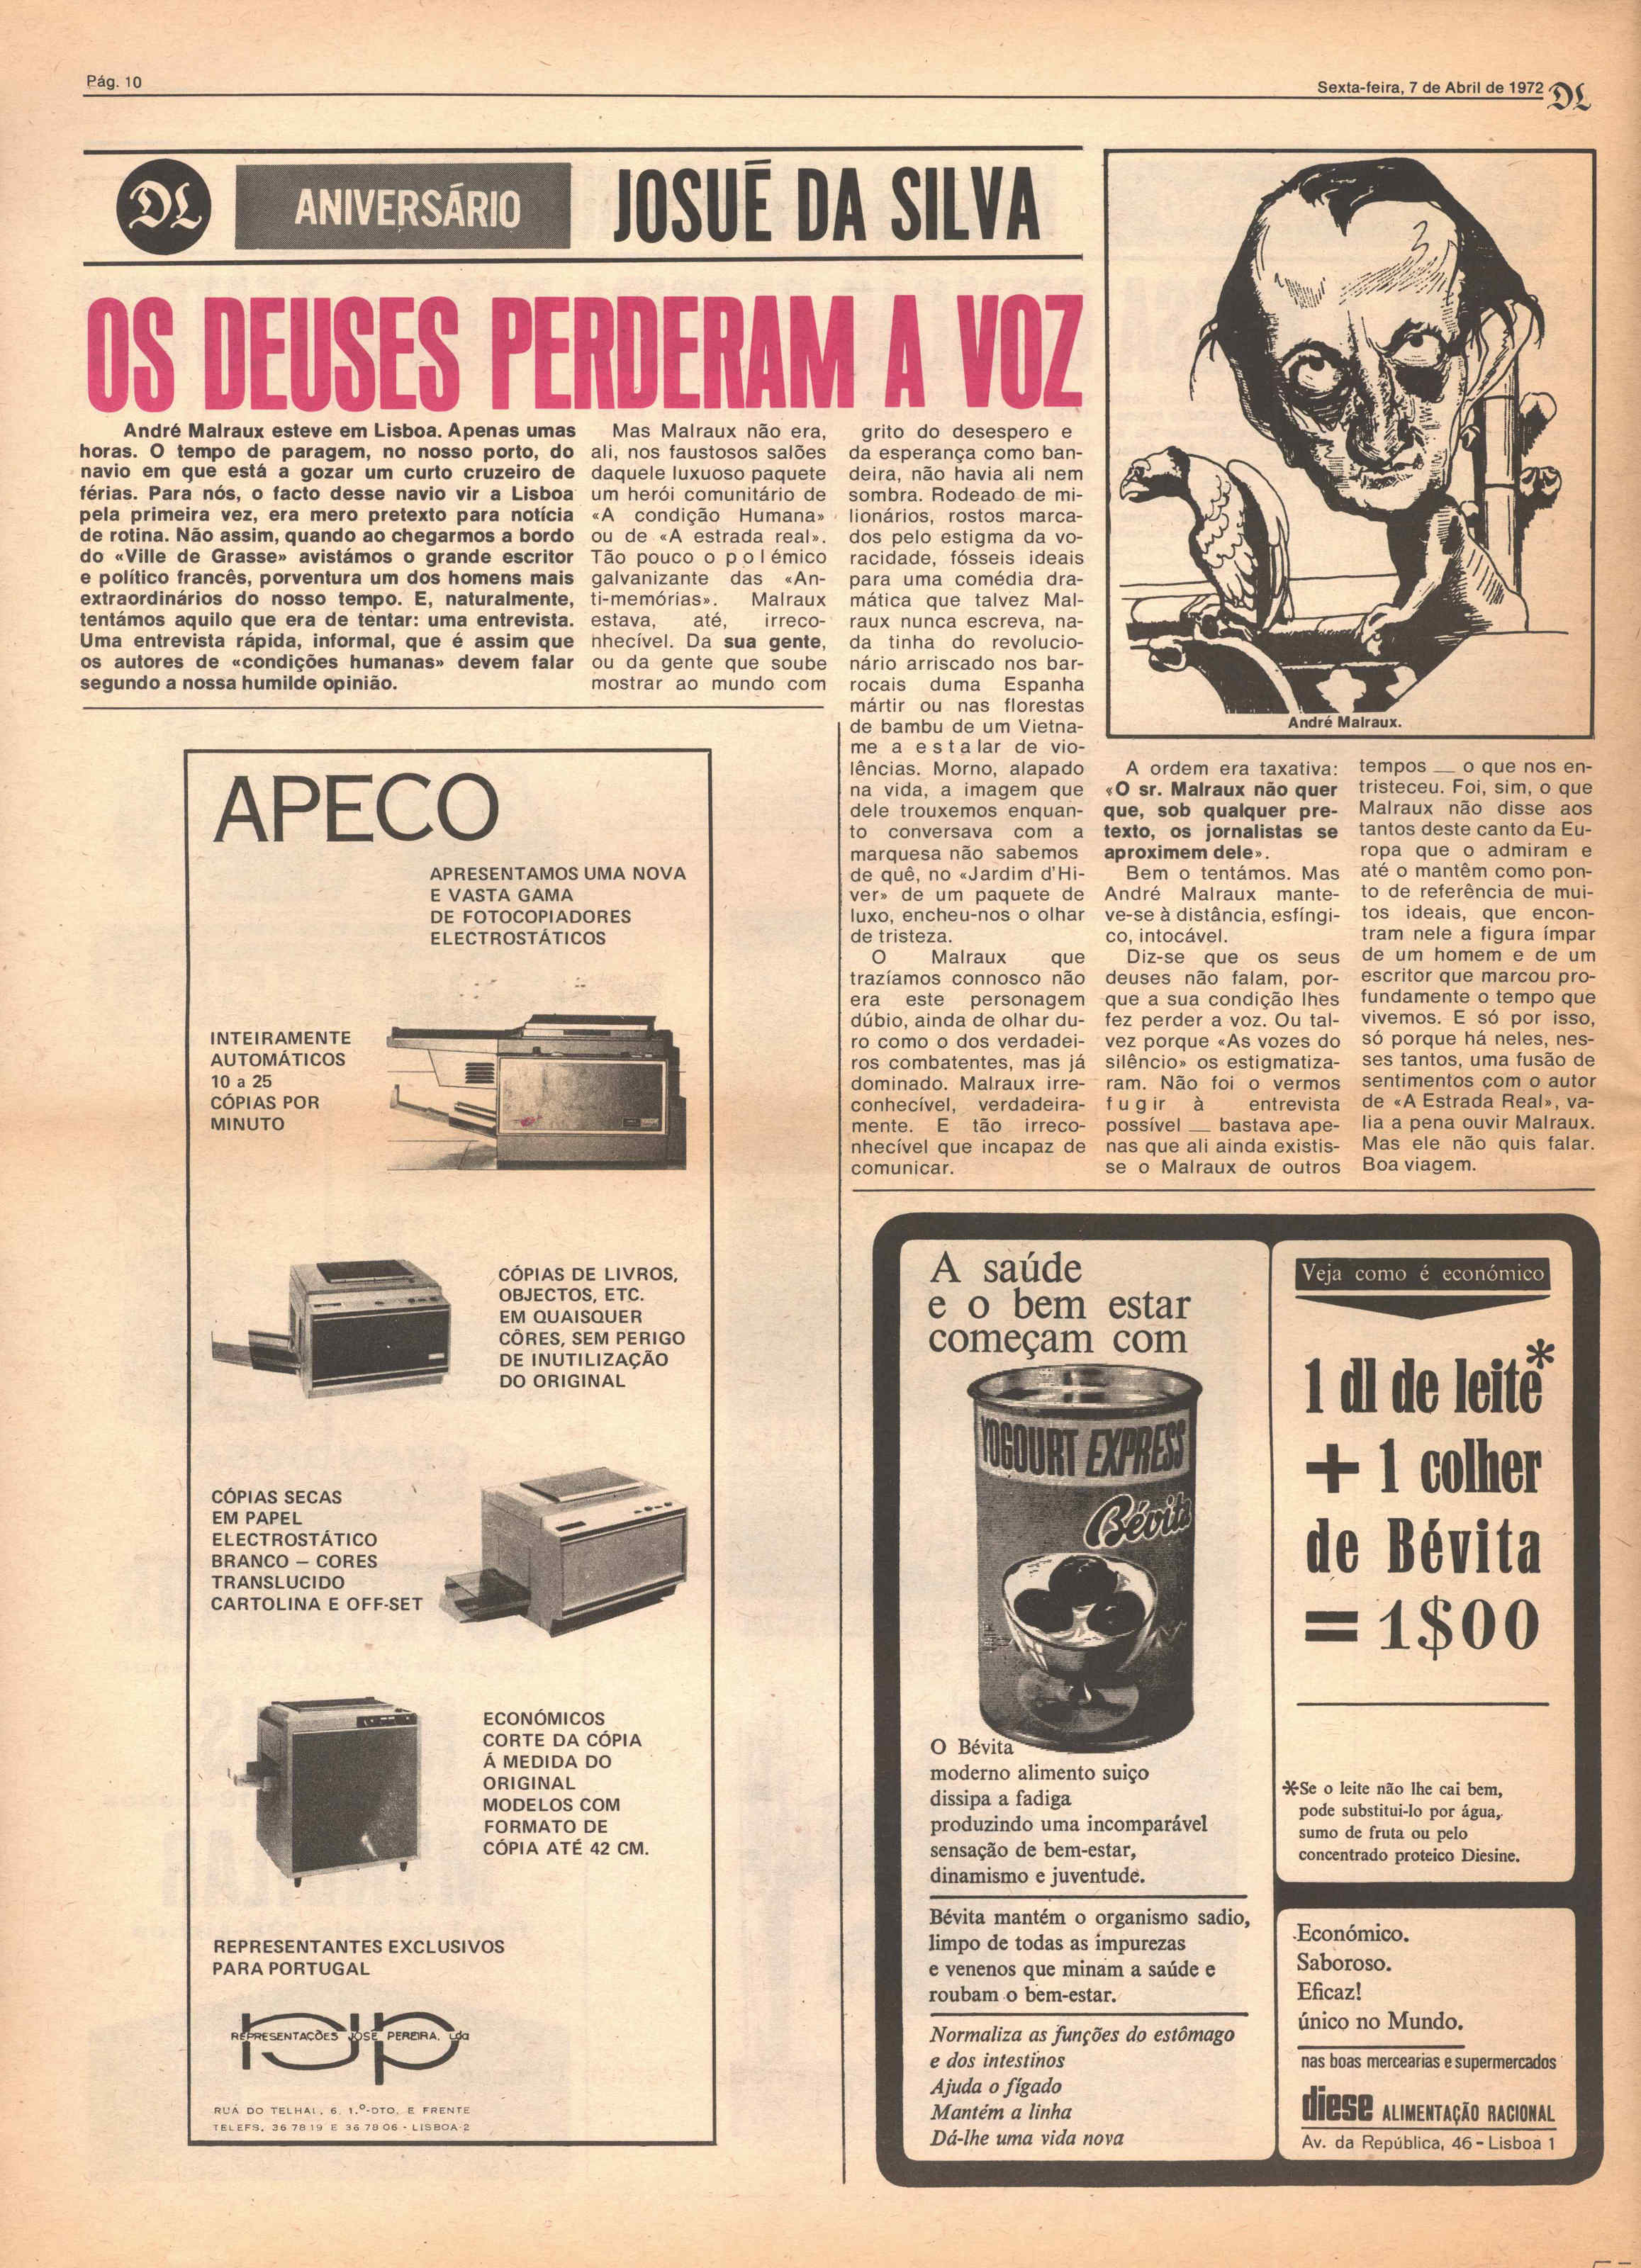 Pág. 10
Sexta-feira, 7 de Abril de 1972 DL
DL
ANIVERSÁRIO
JOSUÉ DA SILVA
OS DEUSES PERDERAM A VOZ
André Malraux esteve em Lisboa. Apenas umas
horas. O tempo de paragem, no nosso porto, do
navio em que está a gozar um curto cruzeiro de
férias. Para nós, o facto desse navio vir a Lisboa
pela primeira vez, era mero pretexto para notícia
de rotina. Não assim, quando ao chegarmos a bordo
do «Ville de Grasse» avistámos o grande escritor
e político francês, porventura um dos homens mais
extraordinários do nosso tempo. E, naturalmente,
tentámos aquilo que era de tentar: uma entrevista.
Uma entrevista rápida, informal, que é assim que
os autores de «condições humanas» devem falar
segundo a nossa humilde opinião.
Mas Malraux não era,
ali, nos faustosos salões
daquele luxuoso paquete
um herói comunitário de
«A condição Humana»
ou de «A estrada real».
Tão pouco o polémico
galvanizante das «An-
ti-memórias». Malraux
estava, até, irreco-
nhecível. Da sua gente,
ou da gente que soube
mostrar ao mundo com
grito do desespero e
da esperança como ban-
deira, não havia ali nem
sombra. Rodeado de mi-
lionários, rostos marca-
dos pelo estigma da vo-
racidade, fósseis ideais
para uma comédia dra-
mática que talvez Mal-
raux nunca escreva, na-
da tinha do revolucio-
nário arriscado nos bar-
rocais duma Espanha
mártir ou nas florestas
de bambu de um Vietna-
me a estalar de vio-
lências. Morno, alapado
na vida, a imagem que
dele trouxemos enquan-
to conversava com a
marquesa não sabemos
de quê, no «Jardim d'Hi-
ver» de um paquete de
luxo, encheu-nos o olhar
de tristeza.
O Malraux que
trazíamos connosco não
era este personagem
dúbio, ainda de olhar du-
ro como o dos verdadei-
ros combatentes, mas já
dominado. Malraux irre-
conhecível, verdadeira-
mente. E tão irreco-
nhecível que incapaz de
comunicar.
André Malraux.
A ordem era taxativa:
«O sr. Malraux não quer
que, sob qualquer pre-
texto, os jornalistas se
aproximem dele».
Bem o tentámos. Mas
André Malraux mante-
ve-se à distância, esfíngi-
co, intocável.
Diz-se que os seus
deuses não falam, por-
que a sua condição lhes
fez perder a voz. Ou tal-
vez porque «As vozes do
silêncio» os estigmatiza-
ram. Não foi o vermos
fugir à entrevista
possível — bastava ape-
nas que ali ainda existis-
se o Malraux de outros
tempos — o que nos en-
tristeceu. Foi, sim, o que
Malraux não disse aos
tantos deste canto da Eu-
ropa que o admiram e
até o mantêm como pon-
to de referência de mui-
tos ideais, que encon-
tram nele a figura ímpar
de um homem e de um
escritor que marcou pro-
fundamente o tempo que
vivemos. E só por isso,
só porque há neles, nes-
ses tantos, uma fusão de
sentimentos com o autor
de «A Estrada Real», va-
lia a pena ouvir Malraux.
Mas ele não quis falar.
Boa viagem.
APECO
APRESENTAMOS UMA NOVA
E VASTA GAMA
DE FOTOCOPIADORES
ELECTROSTÁTICOS
INTEIRAMENTE
AUTOMÁTICOS
10 a 25
CÓPIAS POR
MINUTO
CÓPIAS DE LIVROS,
OBJECTOS, ETC.
EM QUAISQUER
CÔRES, SEM PERIGO
DE INUTILIZAÇÃO
DO ORIGINAL
CÓPIAS SECAS
EM PAPEL
ELECTROSTÁTICO
BRANCO – CORES
TRANSLUCIDO
CARTOLINA E OFF-SET
ECONÓMICOS
CORTE DA CÓPIA
Á MEDIDA DO
ORIGINAL
MODELOS COM
FORMATO DE
CÓPIA ATÉ 42 CM.
REPRESENTANTES EXCLUSIVOS
PARA PORTUGAL
REPRESENTAÇÕES JOSÉ PEREIRA, Lda
RUA DO TELHAL, 6, 1.º-DTO. E FRENTE
TELEFS. 36 78 19 E 36 78 06 - LISBOA-2
A saúde
e o bem estar
começam com
YOGOURT EXPRESS
Bévita
O Bévita
moderno alimento suiço
dissipa a fadiga
produzindo uma incomparável
sensação de bem-estar,
dinamismo e juventude.
Bévita mantém o organismo sadio,
limpo de todas as impurezas
e venenos que minam a saúde e
roubam o bem-estar.
Normaliza as funções do estômago
e dos intestinos
Ajuda o fígado
Mantém a linha
Dá-lhe uma vida nova
Veja como é económico
1 dl de leite*
+ 1 colher
de Bévita
= 1$00
*Se o leite não lhe cai bem,
pode substitui-lo por água,
sumo de fruta ou pelo
concentrado proteico Diesine.
Económico.
Saboroso.
Eficaz!
único no Mundo.
nas boas mercearias e supermercados
diese ALIMENTAÇÃO RACIONAL
Av. da República, 46 - Lisboa 1